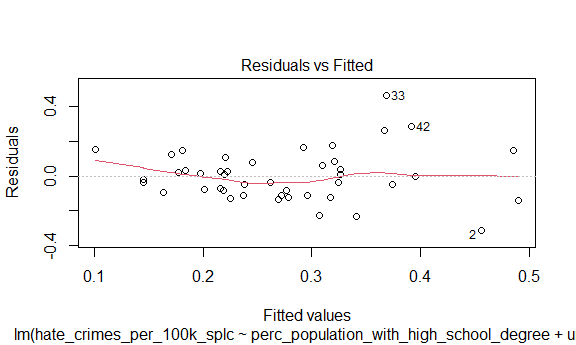 Residuals vs Fitted
Residuals
0.4
0.0
-0.4
33
42
2
0.1 0.2 0.3 0.4 0.5
Fitted values
lm(hate_crimes_per_100k_splc ~ perc_population_with_high_school_degree + u